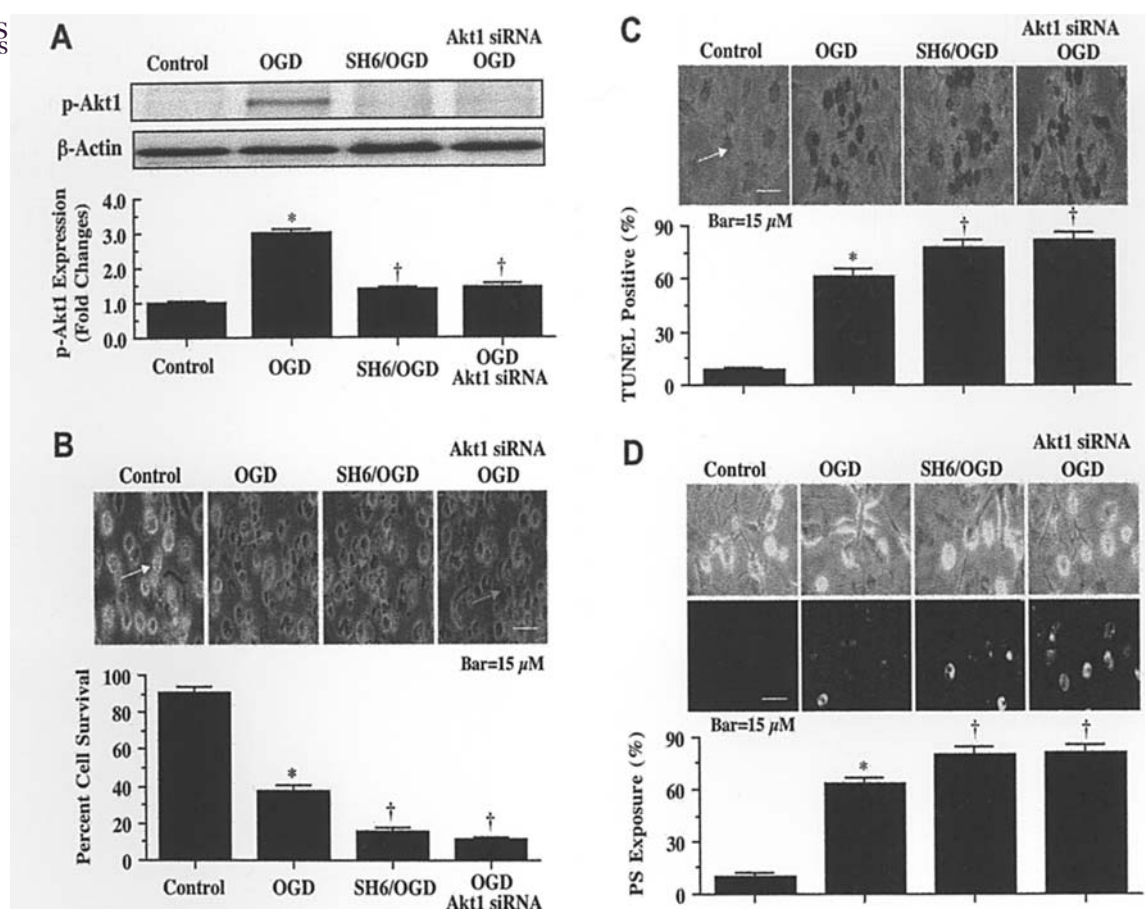 S
s
A
Akt1 siRNA
Control OGD SH6/OGD OGD
p-Akt1
β-Actin
p-Akt1 Expression
(Fold Changes)
4.0
3.0
2.0
1.0
0.0
*
†
†
Control OGD SH6/OGD OGD
Akt1 siRNA
B
Akt1 siRNA
Control OGD SH6/OGD OGD
Bar=15 µM
Percent Cell Survival
100
80
60
40
20
0
*
†
†
Control OGD SH6/OGD OGD
Akt1 siRNA
C
Akt1 siRNA
Control OGD SH6/OGD OGD
Bar=15 µM
TUNEL Positive (%)
90
60
30
0
*
†
†
D
Akt1 siRNA
Control OGD SH6/OGD OGD
Bar=15 µM
PS Exposure (%)
90
60
30
0
*
†
†